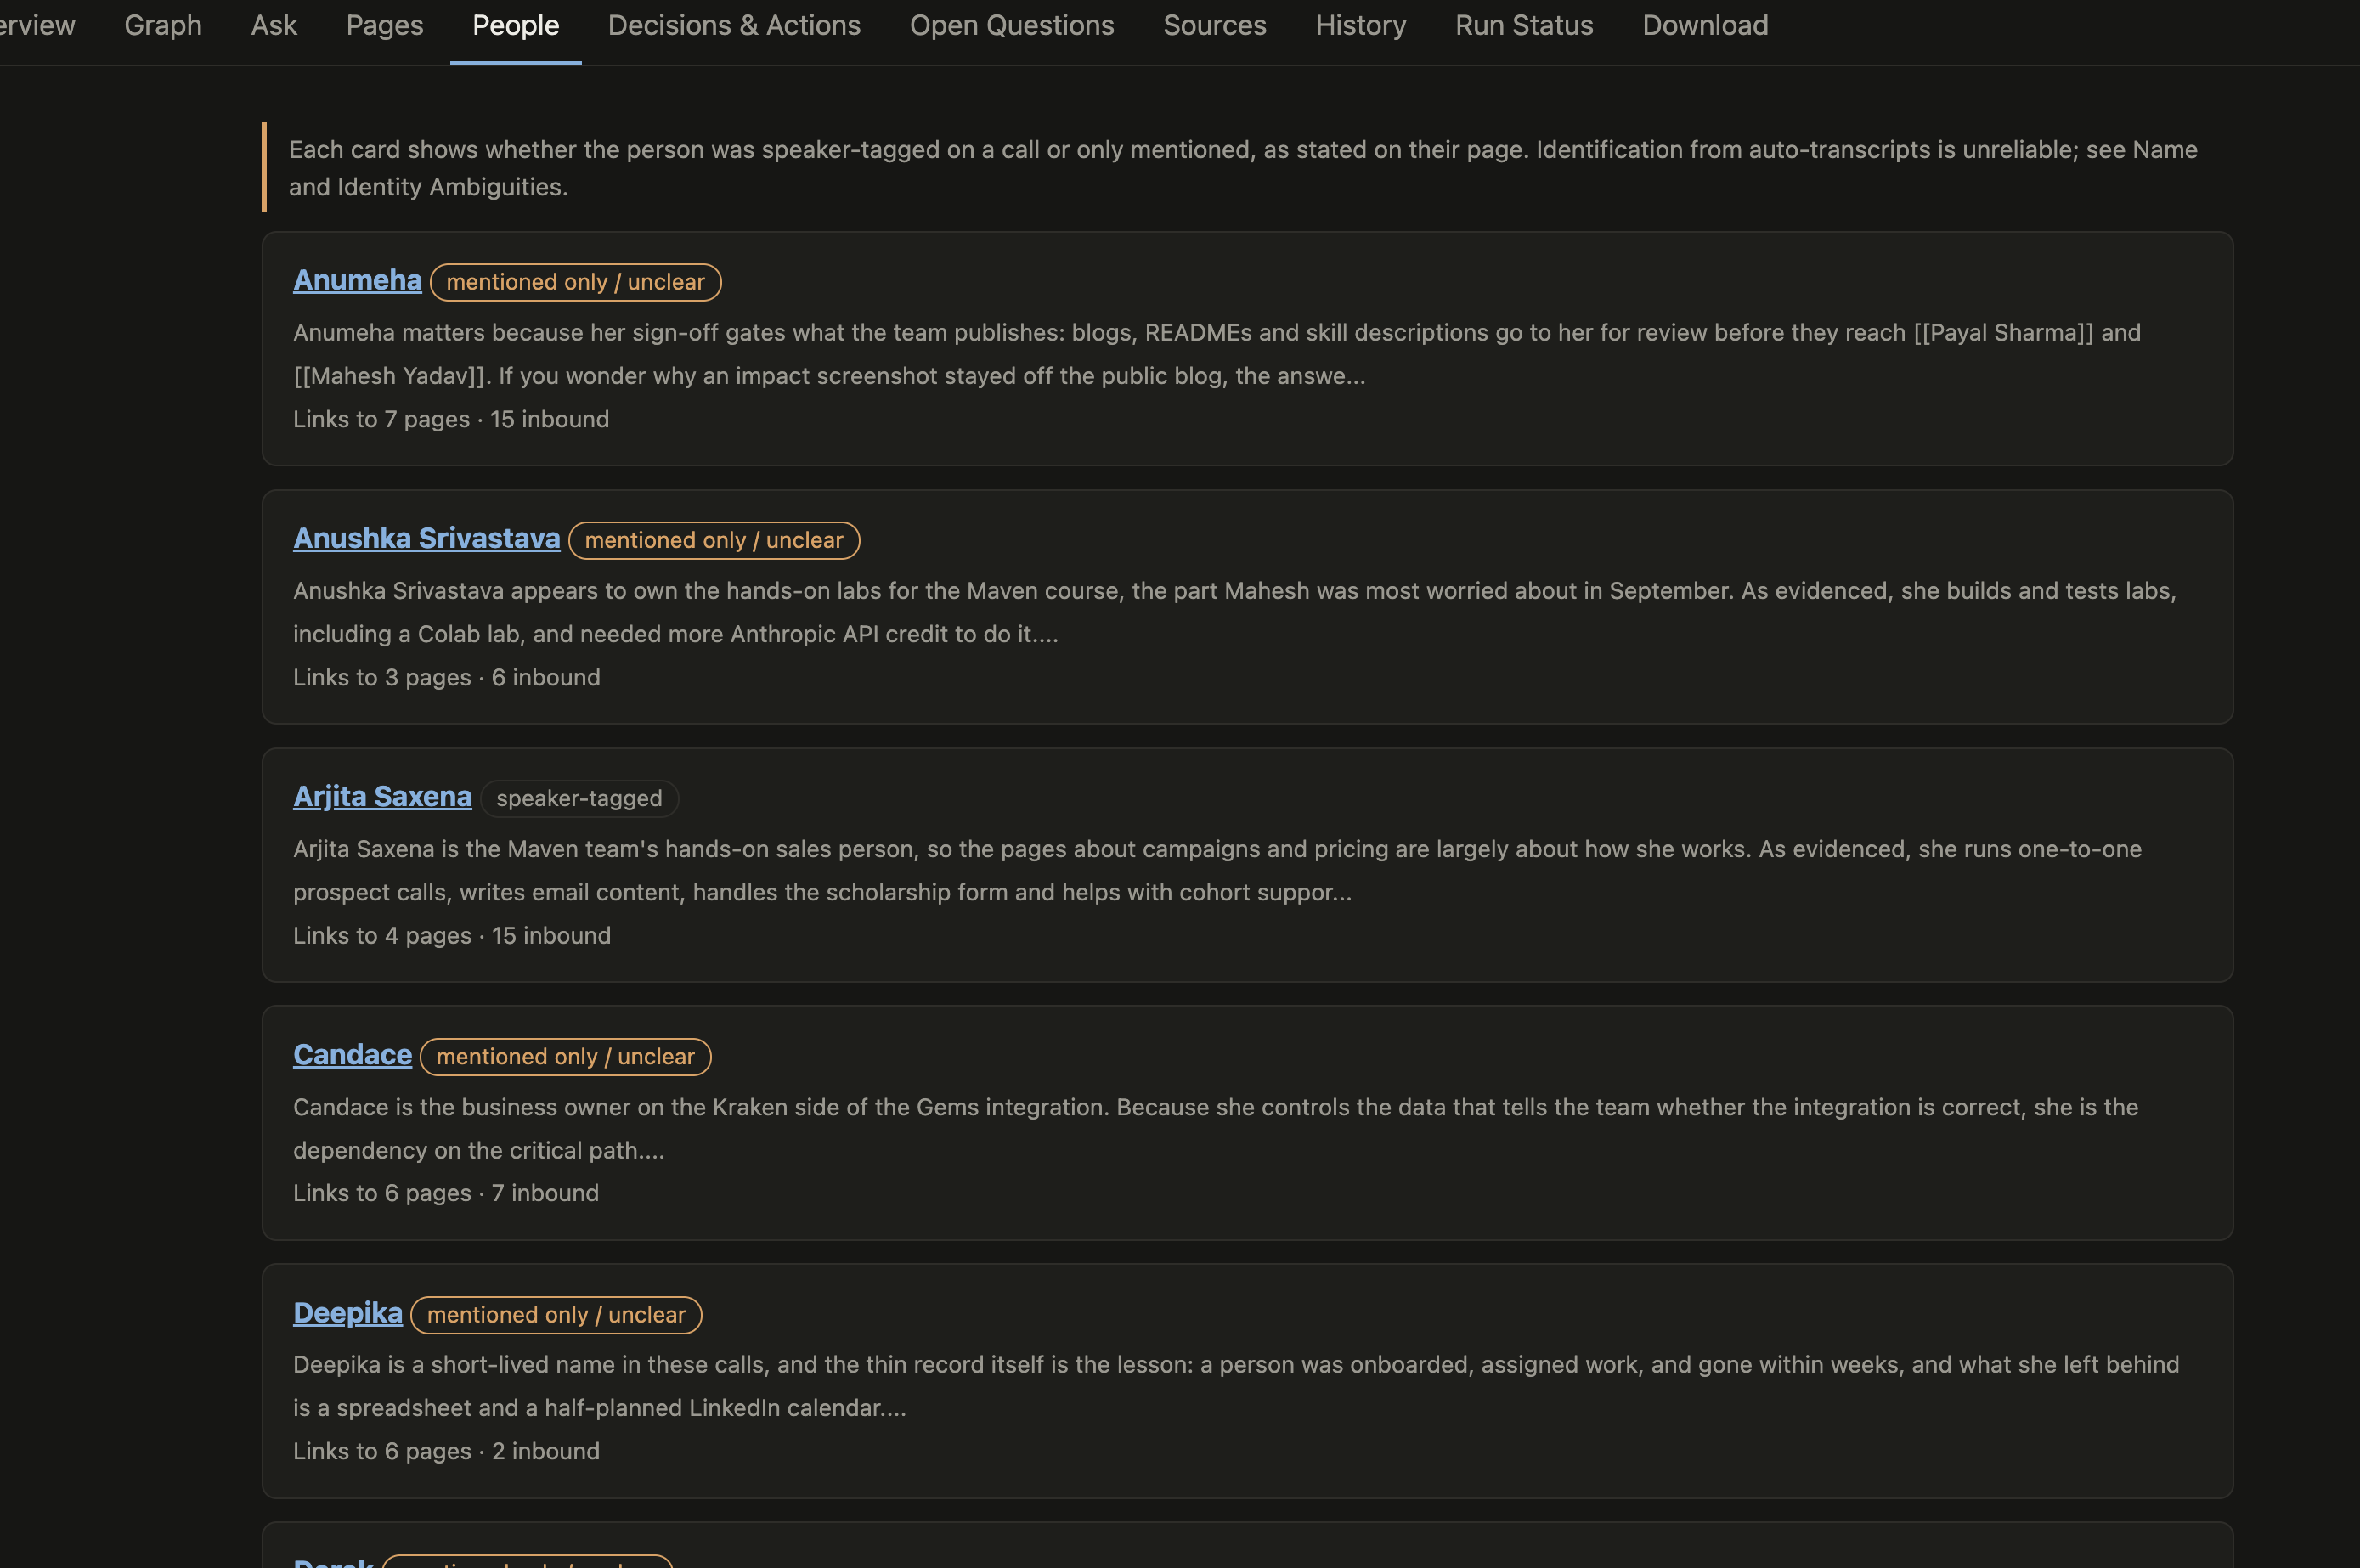 erview Graph Ask Pages People Decisions & Actions Open Questions Sources History Run Status Download
Each card shows whether the person was speaker-tagged on a call or only mentioned, as stated on their page. Identification from auto-transcripts is unreliable; see Name
and Identity Ambiguities.
Anumeha mentioned only / unclear
Anumeha matters because her sign-off gates what the team publishes: blogs, READMEs and skill descriptions go to her for review before they reach [[Payal Sharma]] and
[[Mahesh Yadav]]. If you wonder why an impact screenshot stayed off the public blog, the answe...
Links to 7 pages · 15 inbound
Anushka Srivastava mentioned only / unclear
Anushka Srivastava appears to own the hands-on labs for the Maven course, the part Mahesh was most worried about in September. As evidenced, she builds and tests labs,
including a Colab lab, and needed more Anthropic API credit to do it....
Links to 3 pages · 6 inbound
Arjita Saxena speaker-tagged
Arjita Saxena is the Maven team's hands-on sales person, so the pages about campaigns and pricing are largely about how she works. As evidenced, she runs one-to-one
prospect calls, writes email content, handles the scholarship form and helps with cohort suppor...
Links to 4 pages · 15 inbound
Candace mentioned only / unclear
Candace is the business owner on the Kraken side of the Gems integration. Because she controls the data that tells the team whether the integration is correct, she is the
dependency on the critical path....
Links to 6 pages · 7 inbound
Deepika mentioned only / unclear
Deepika is a short-lived name in these calls, and the thin record itself is the lesson: a person was onboarded, assigned work, and gone within weeks, and what she left behind
is a spreadsheet and a half-planned LinkedIn calendar....
Links to 6 pages · 2 inbound